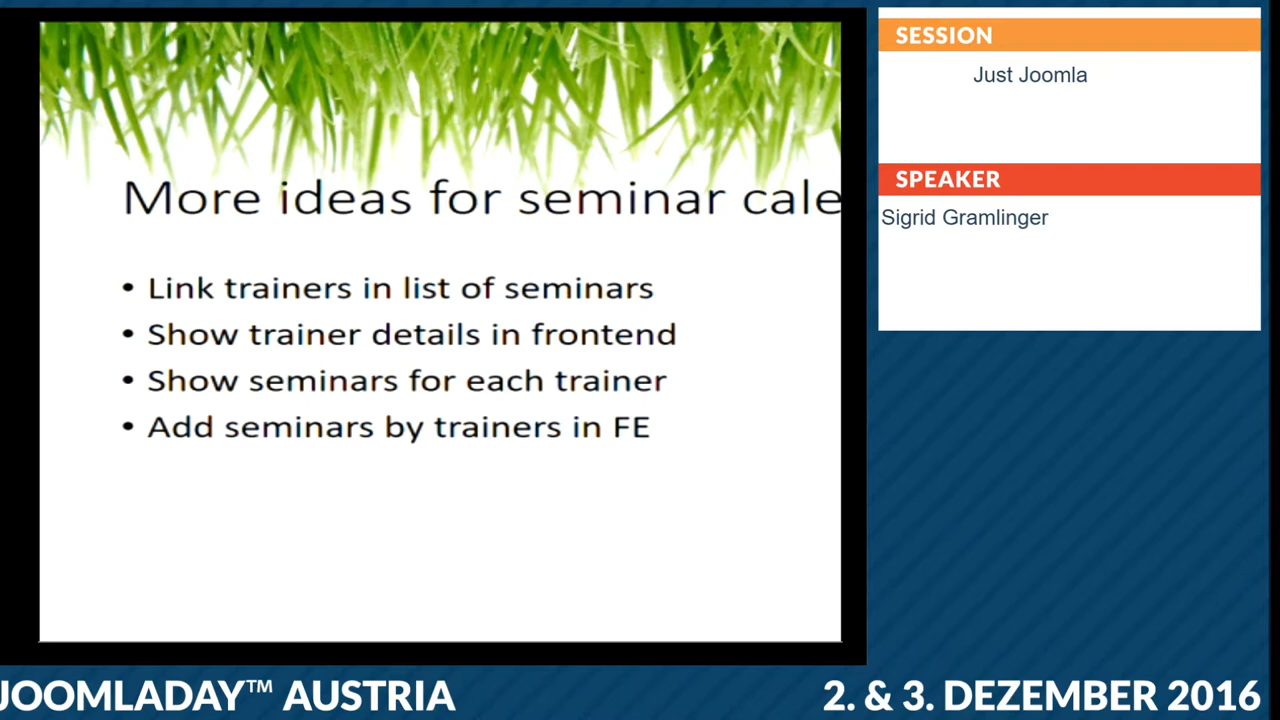 More ideas for seminar cale
• Link trainers in list of seminars
• Show trainer details in frontend
• Show seminars for each trainer
• Add seminars by trainers in FE
SESSION
Just Joomla
SPEAKER
Sigrid Gramlinger
JOOMLADAY™ AUSTRIA
2. & 3. DEZEMBER 2016